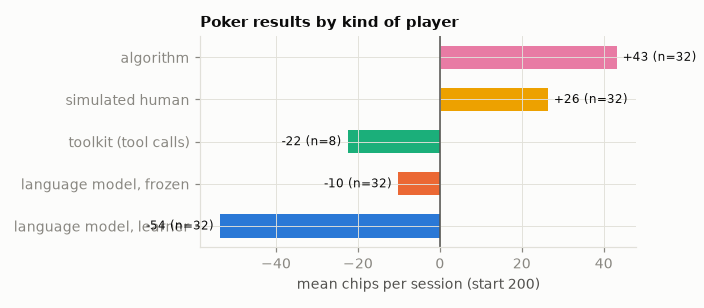 Poker results by kind of player
algorithm
+43 (n=32)
simulated human
+26 (n=32)
toolkit (tool calls)
-22 (n=8)
language model, frozen
-10 (n=32)
language model, learner
-54 (n=32)
−40
−20
0
20
40
mean chips per session (start 200)